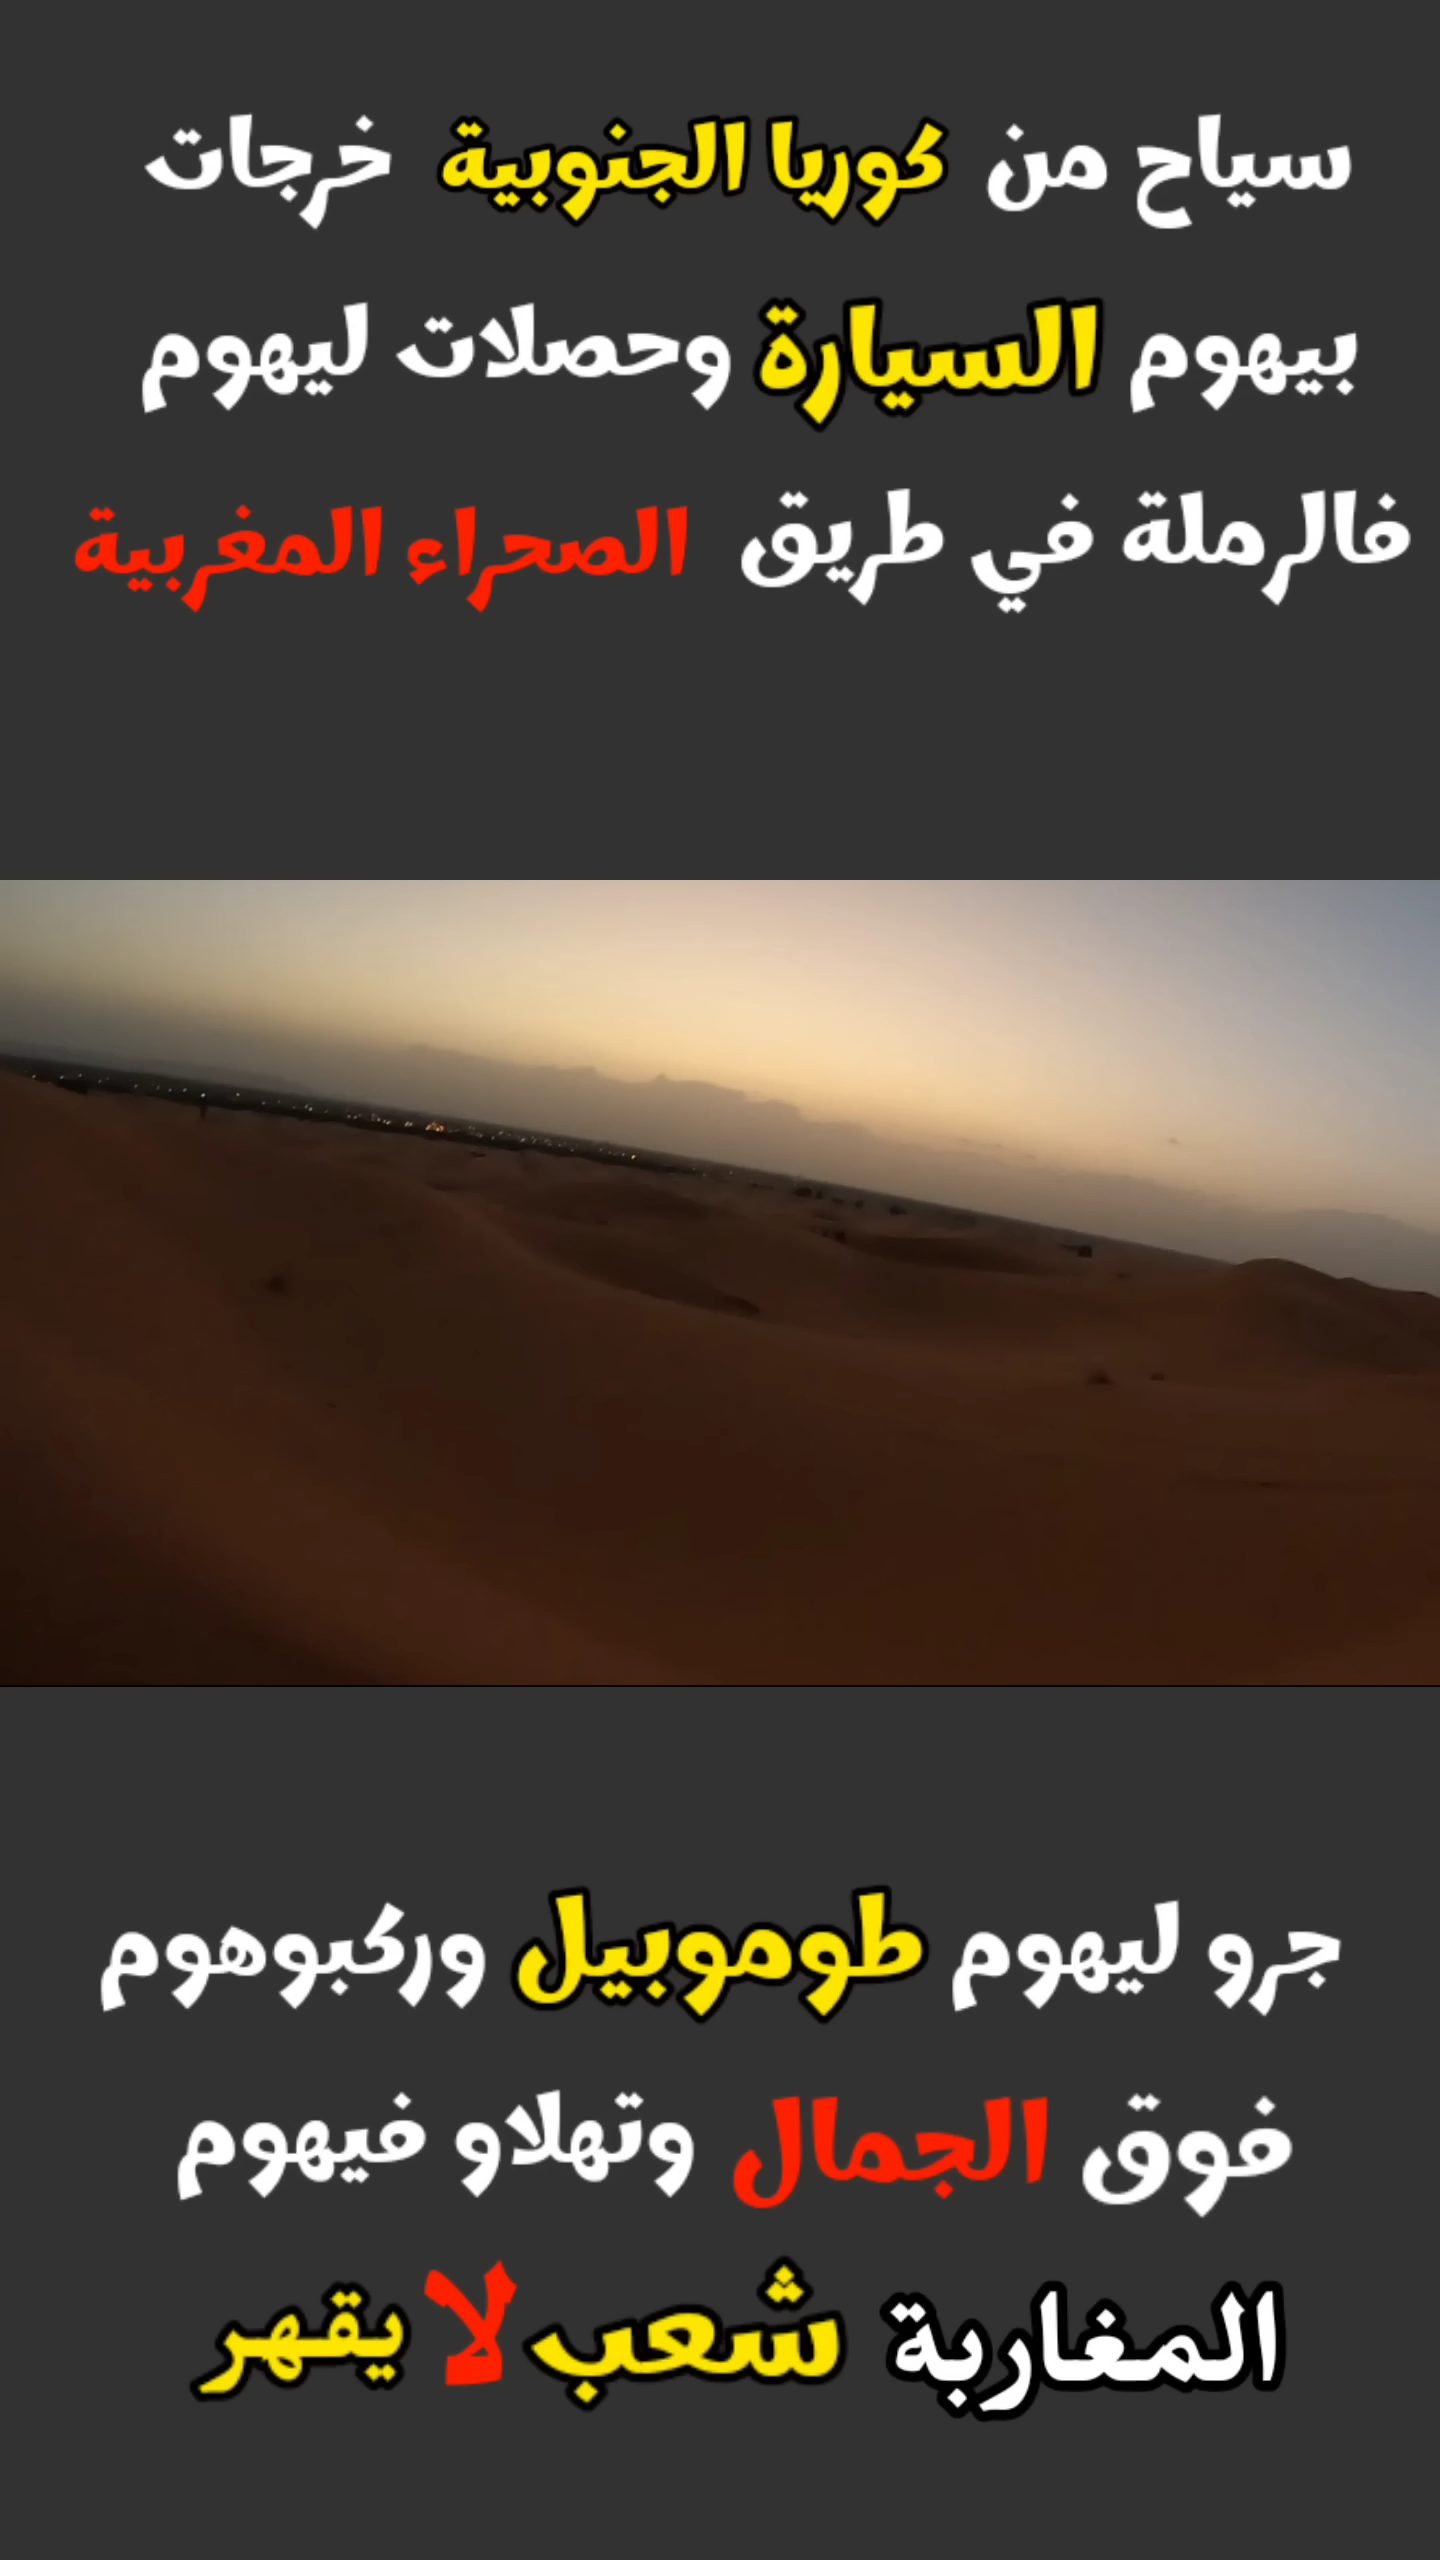 سياح من كوريا الجنوبية خرجات
بيهوم السيارة وحصلات ليهوم
فالرملة في طريق الصحراء المغربية
جرو ليهوم طوموبيل وركبوهوم
فوق الجمال وتهلاو فيهوم
المغاربة شعب لا يقهر